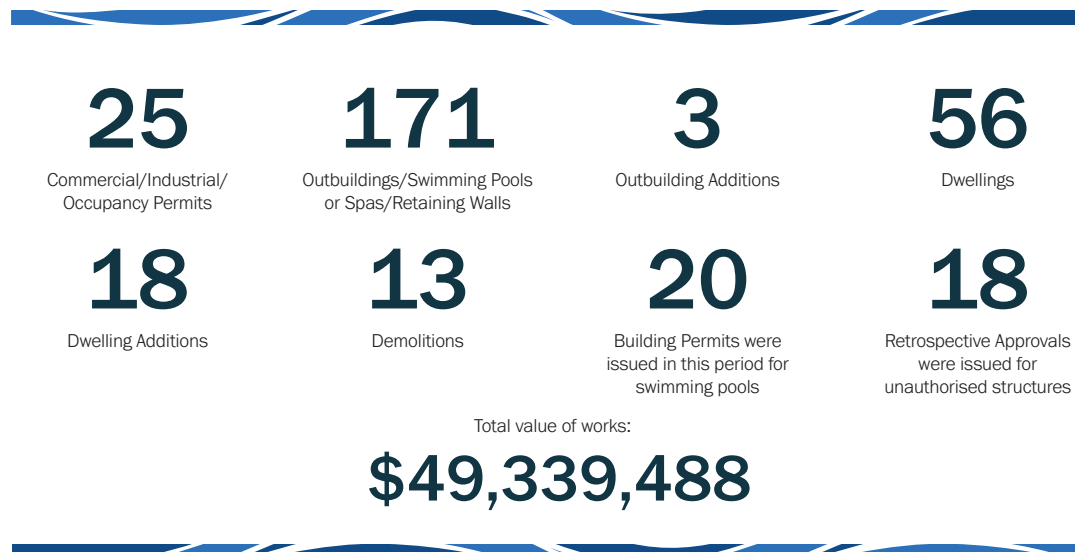 25
Commercial/Industrial/
Occupancy Permits
171
Outbuildings/Swimming Pools
or Spas/Retaining Walls
3
Outbuilding Additions
56
Dwellings
18
Dwelling Additions
13
Demolitions
20
Building Permits were
issued in this period for
swimming pools
18
Retrospective Approvals
were issued for
unauthorised structures
Total value of works:
$49,339,488